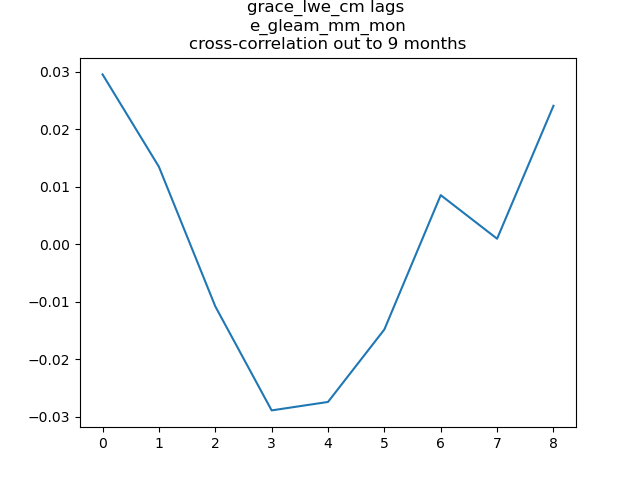 grace_lwe_cm lags
e_gleam_mm_mon
cross-correlation out to 9 months
0.03
0.02
0.01
0.00
−0.01
−0.02
−0.03
0 1 2 3 4 5 6 7 8